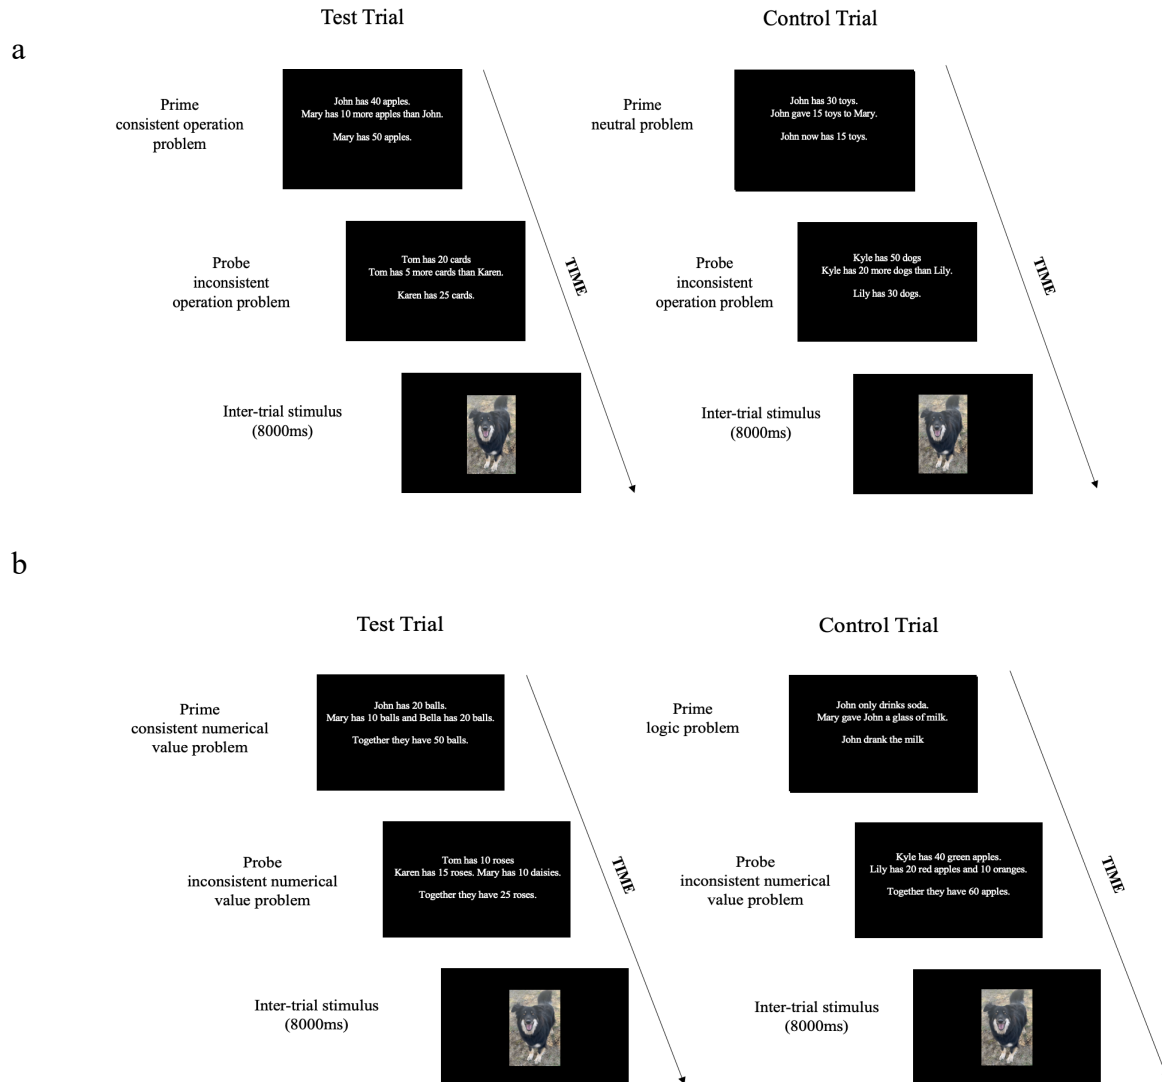 a
Test Trial
Control Trial
Prime
consistent operation
problem
John has 40 apples.
Mary has 10 more apples than John.
Mary has 50 apples.
Prime
neutral problem
John has 30 toys.
John gave 15 toys to Mary.
John now has 15 toys.
Probe
inconsistent
operation problem
Tom has 20 cards
Tom has 5 more cards than Karen.
Karen has 25 cards.
TIME
Probe
inconsistent
operation problem
Kyle has 50 dogs
Kyle has 20 more dogs than Lily.
Lily has 30 dogs.
TIME
Inter-trial stimulus
(8000ms)
Inter-trial stimulus
(8000ms)
b
Test Trial
Control Trial
Prime
consistent numerical
value problem
John has 20 balls.
Mary has 10 balls and Bella has 20 balls.
Together they have 50 balls.
Prime
logic problem
John only drinks soda.
Mary gave John a glass of milk.
John drank the milk
Probe
inconsistent numerical
value problem
Tom has 10 roses
Karen has 15 roses. Mary has 10 daisies.
Together they have 25 roses.
TIME
Probe
inconsistent numerical
value problem
Kyle has 40 green apples.
Lily has 20 red apples and 10 oranges.
Together they have 60 apples.
TIME
Inter-trial stimulus
(8000ms)
Inter-trial stimulus
(8000ms)